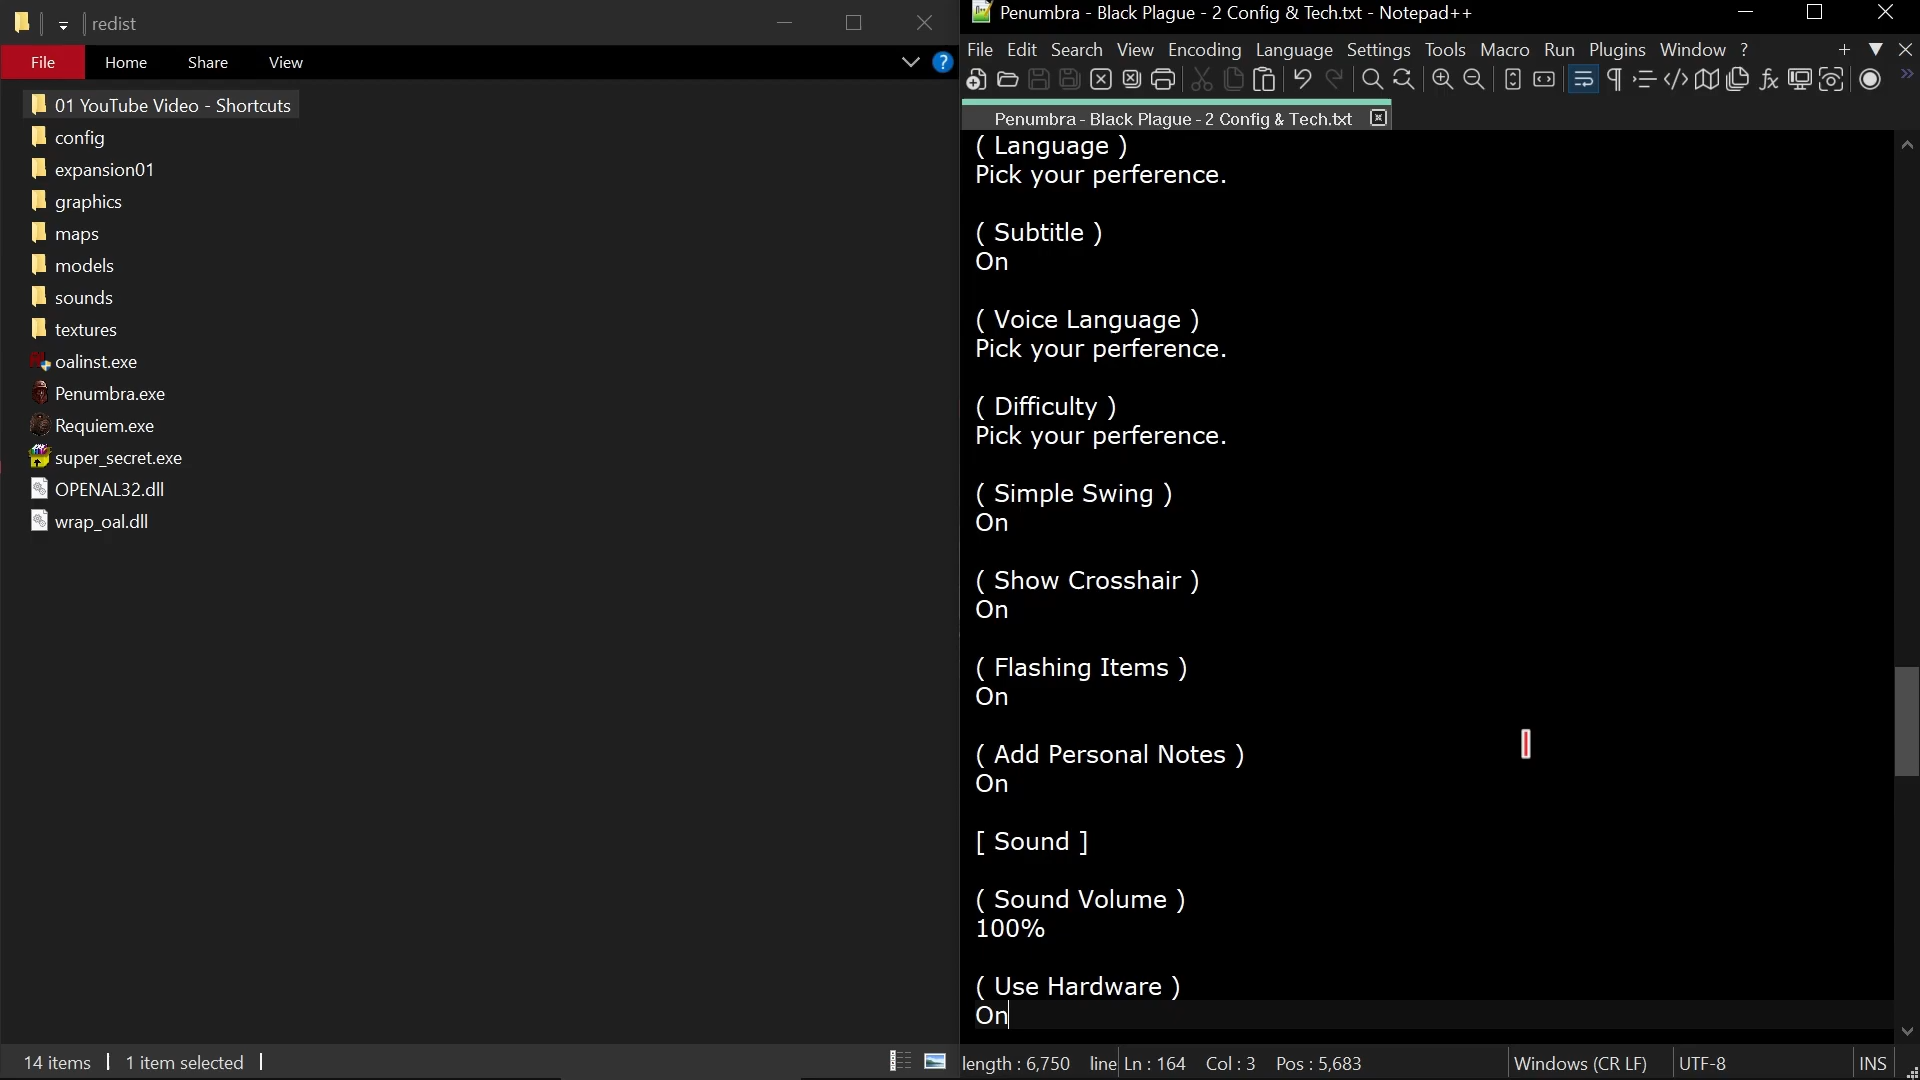 redist
File Home Share View
01 YouTube Video - Shortcuts
config
expansion01
graphics
maps
models
sounds
textures
oalinst.exe
Penumbra.exe
Requiem.exe
super_secret.exe
OPENAL32.dll
wrap_oal.dll
14 items 1 item selected
Penumbra - Black Plague - 2 Config & Tech.txt - Notepad++
File Edit Search View Encoding Language Settings Tools Macro Run Plugins Window ?
Penumbra - Black Plague - 2 Config & Tech.txt
( Language )
Pick your perference.
( Subtitle )
On
( Voice Language )
Pick your perference.
( Difficulty )
Pick your perference.
( Simple Swing )
On
( Show Crosshair )
On
( Flashing Items )
On
( Add Personal Notes )
On
[ Sound ]
( Sound Volume )
100%
( Use Hardware )
On
length : 6,750 line Ln : 164 Col : 3 Pos : 5,683 Windows (CR LF) UTF-8 INS